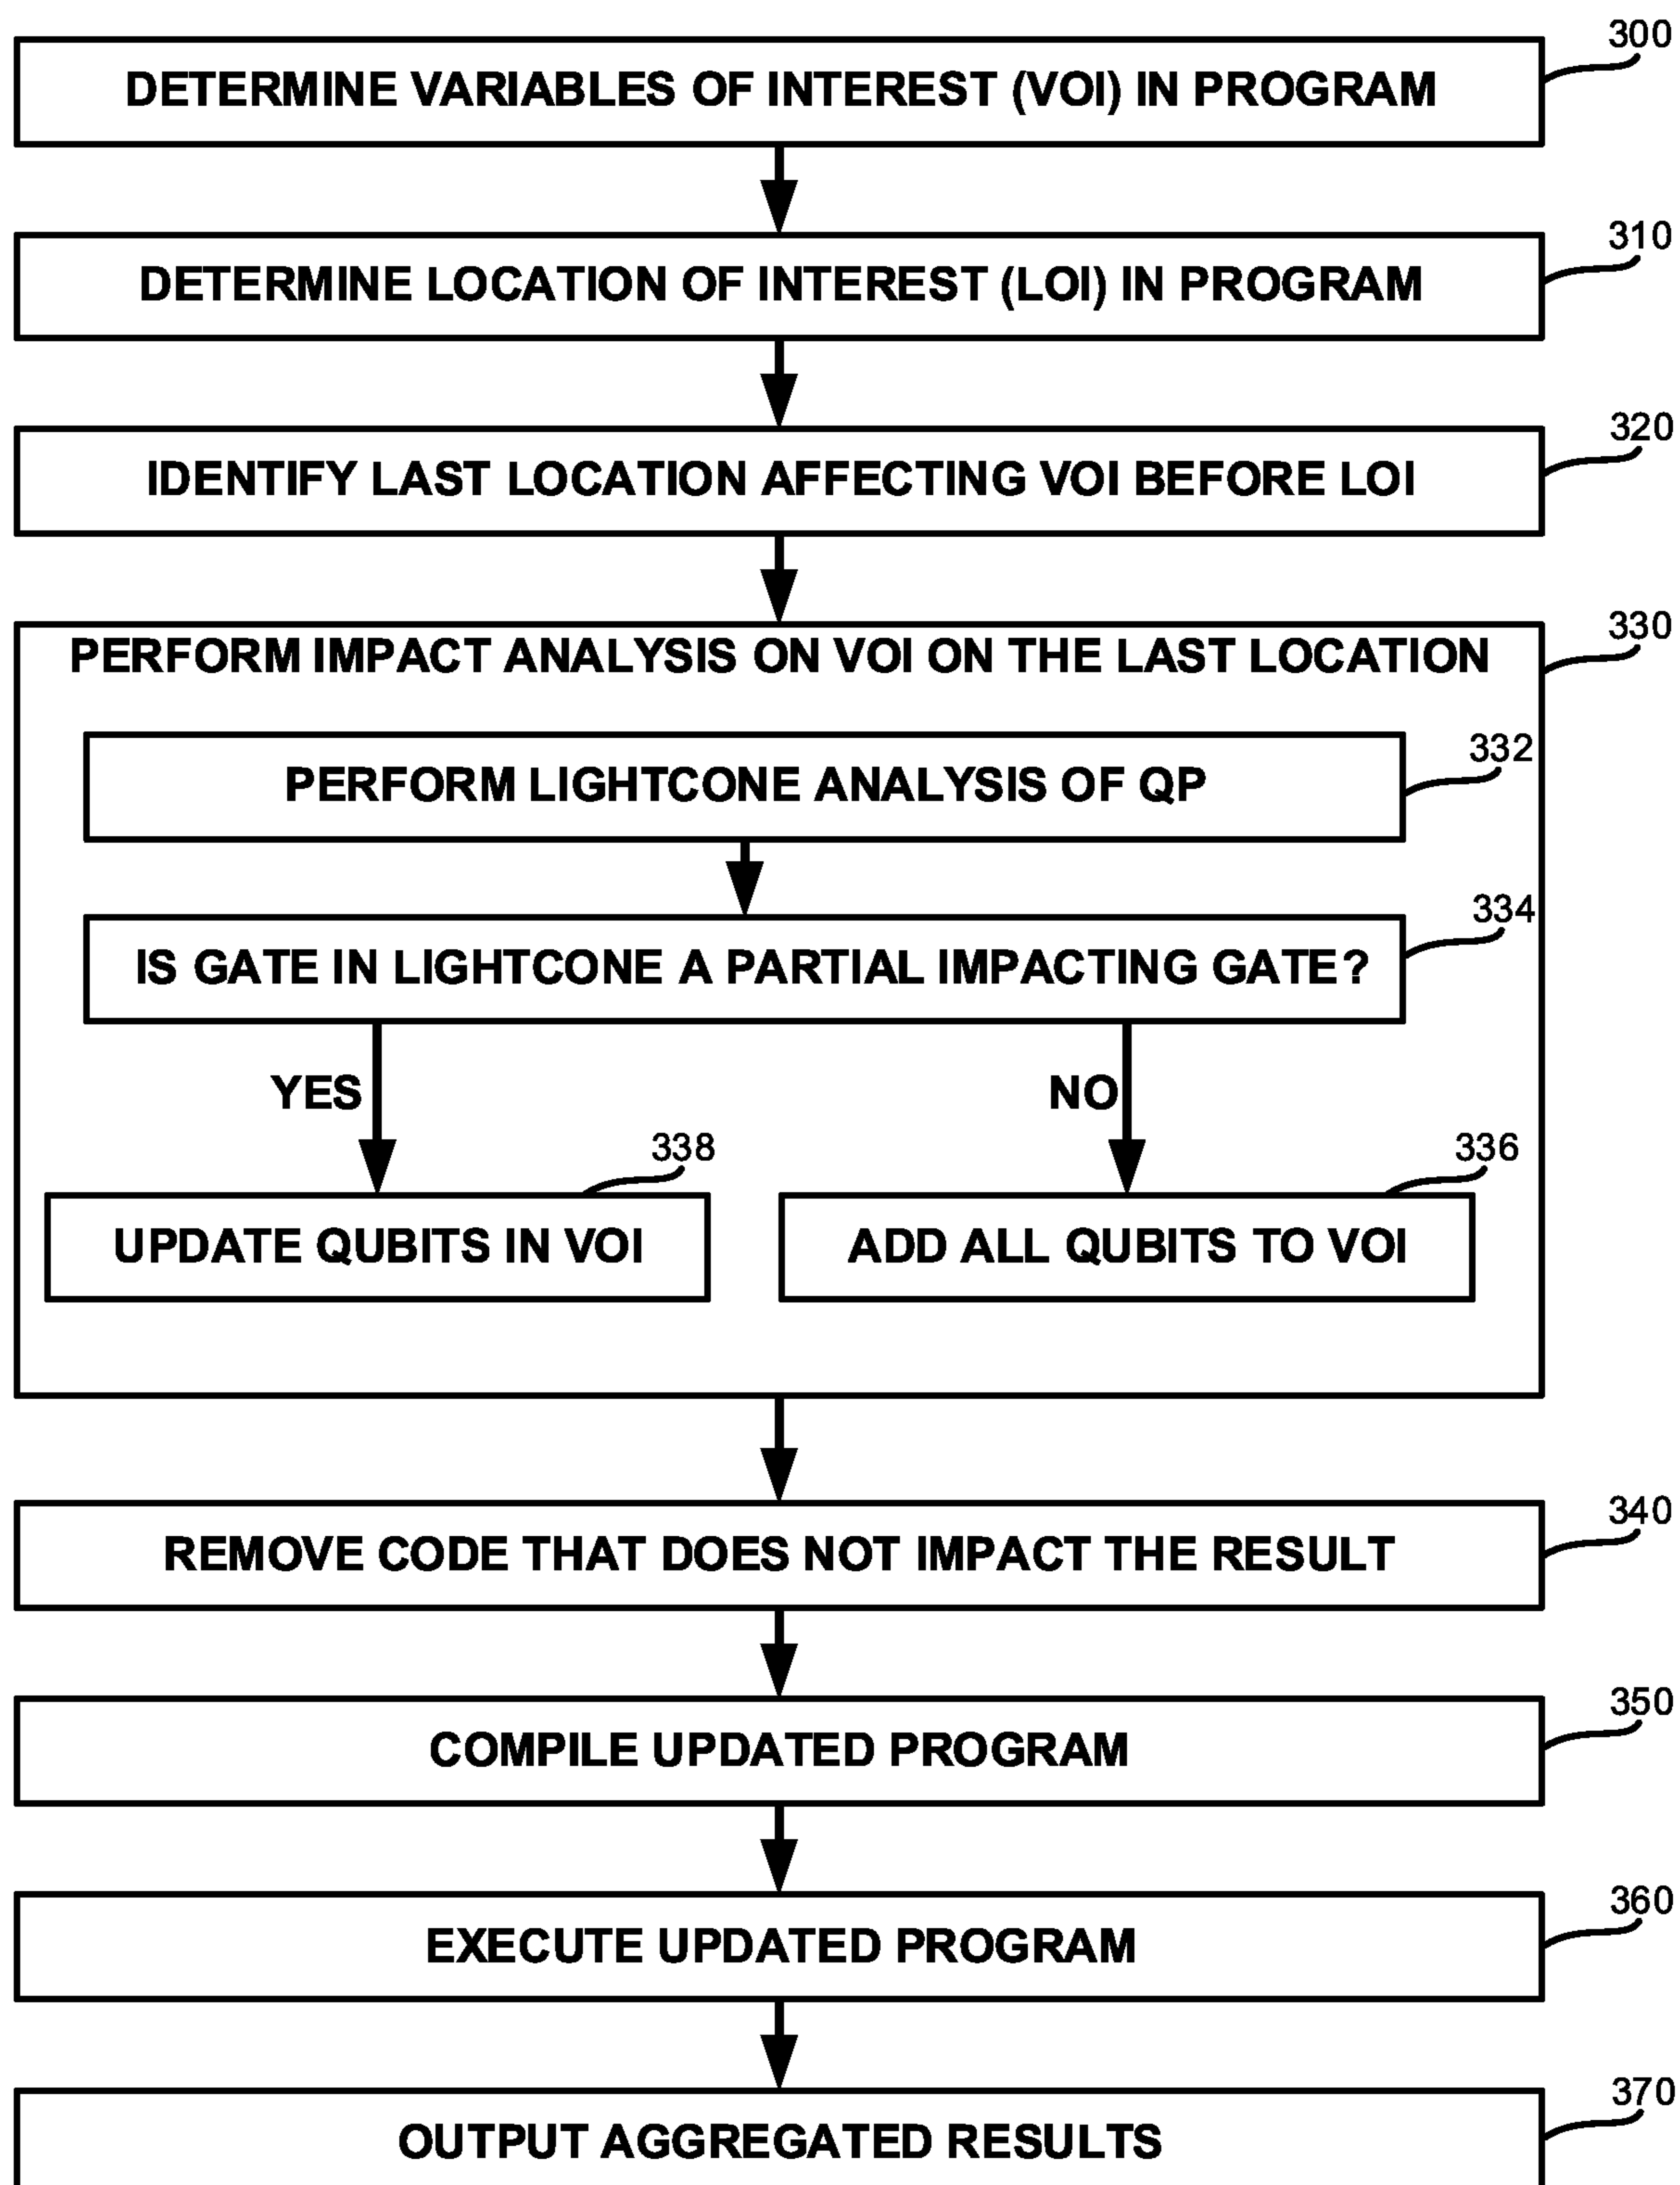 300
DETERMINE VARIABLES OF INTEREST (VOI) IN PROGRAM
310
DETERMINE LOCATION OF INTEREST (LOI) IN PROGRAM
320
IDENTIFY LAST LOCATION AFFECTING VOI BEFORE LOI
330
PERFORM IMPACT ANALYSIS ON VOI ON THE LAST LOCATION
332
PERFORM LIGHTCONE ANALYSIS OF QP
334
IS GATE IN LIGHTCONE A PARTIAL IMPACTING GATE?
YES
NO
338
336
UPDATE QUBITS IN VOI
ADD ALL QUBITS TO VOI
340
REMOVE CODE THAT DOES NOT IMPACT THE RESULT
350
COMPILE UPDATED PROGRAM
360
EXECUTE UPDATED PROGRAM
370
OUTPUT AGGREGATED RESULTS